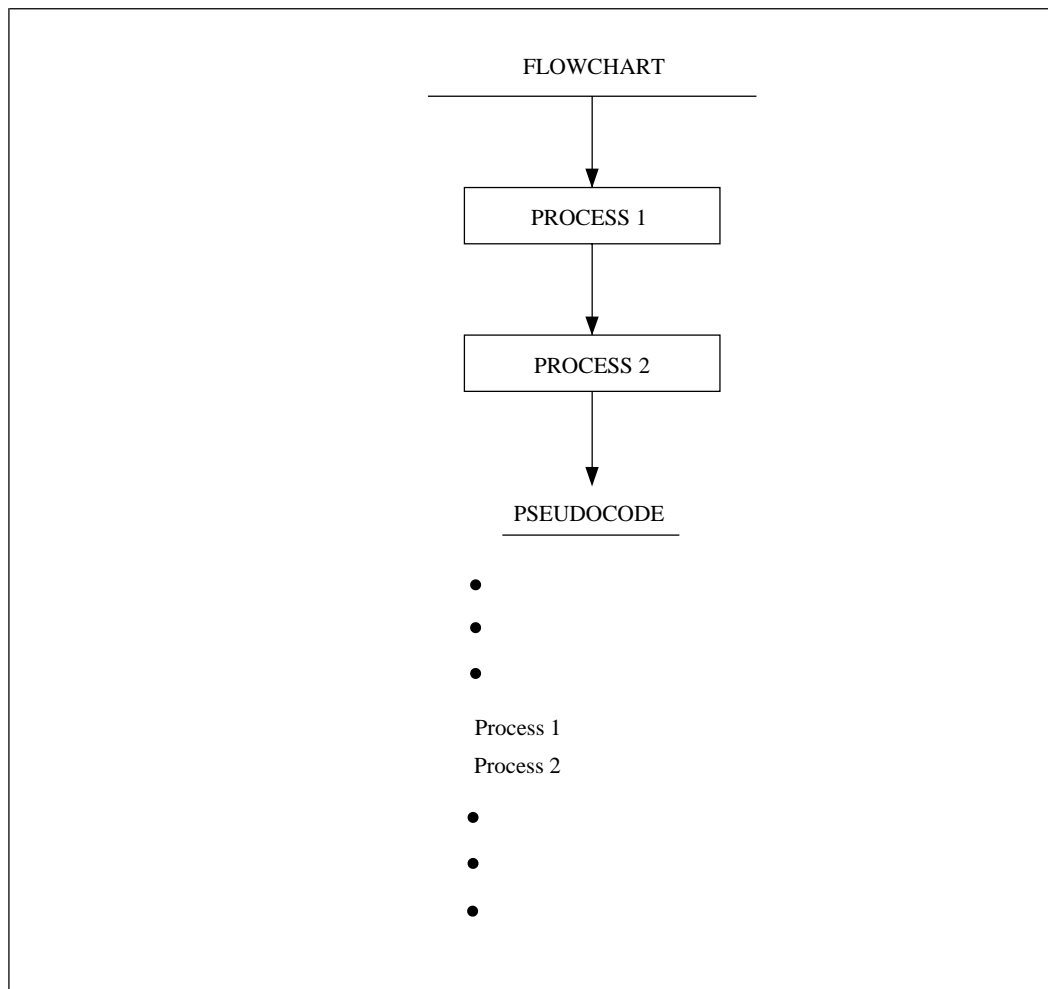 FLOWCHART
PROCESS 1
PROCESS 2
PSEUDOCODE
Process 1
Process 2